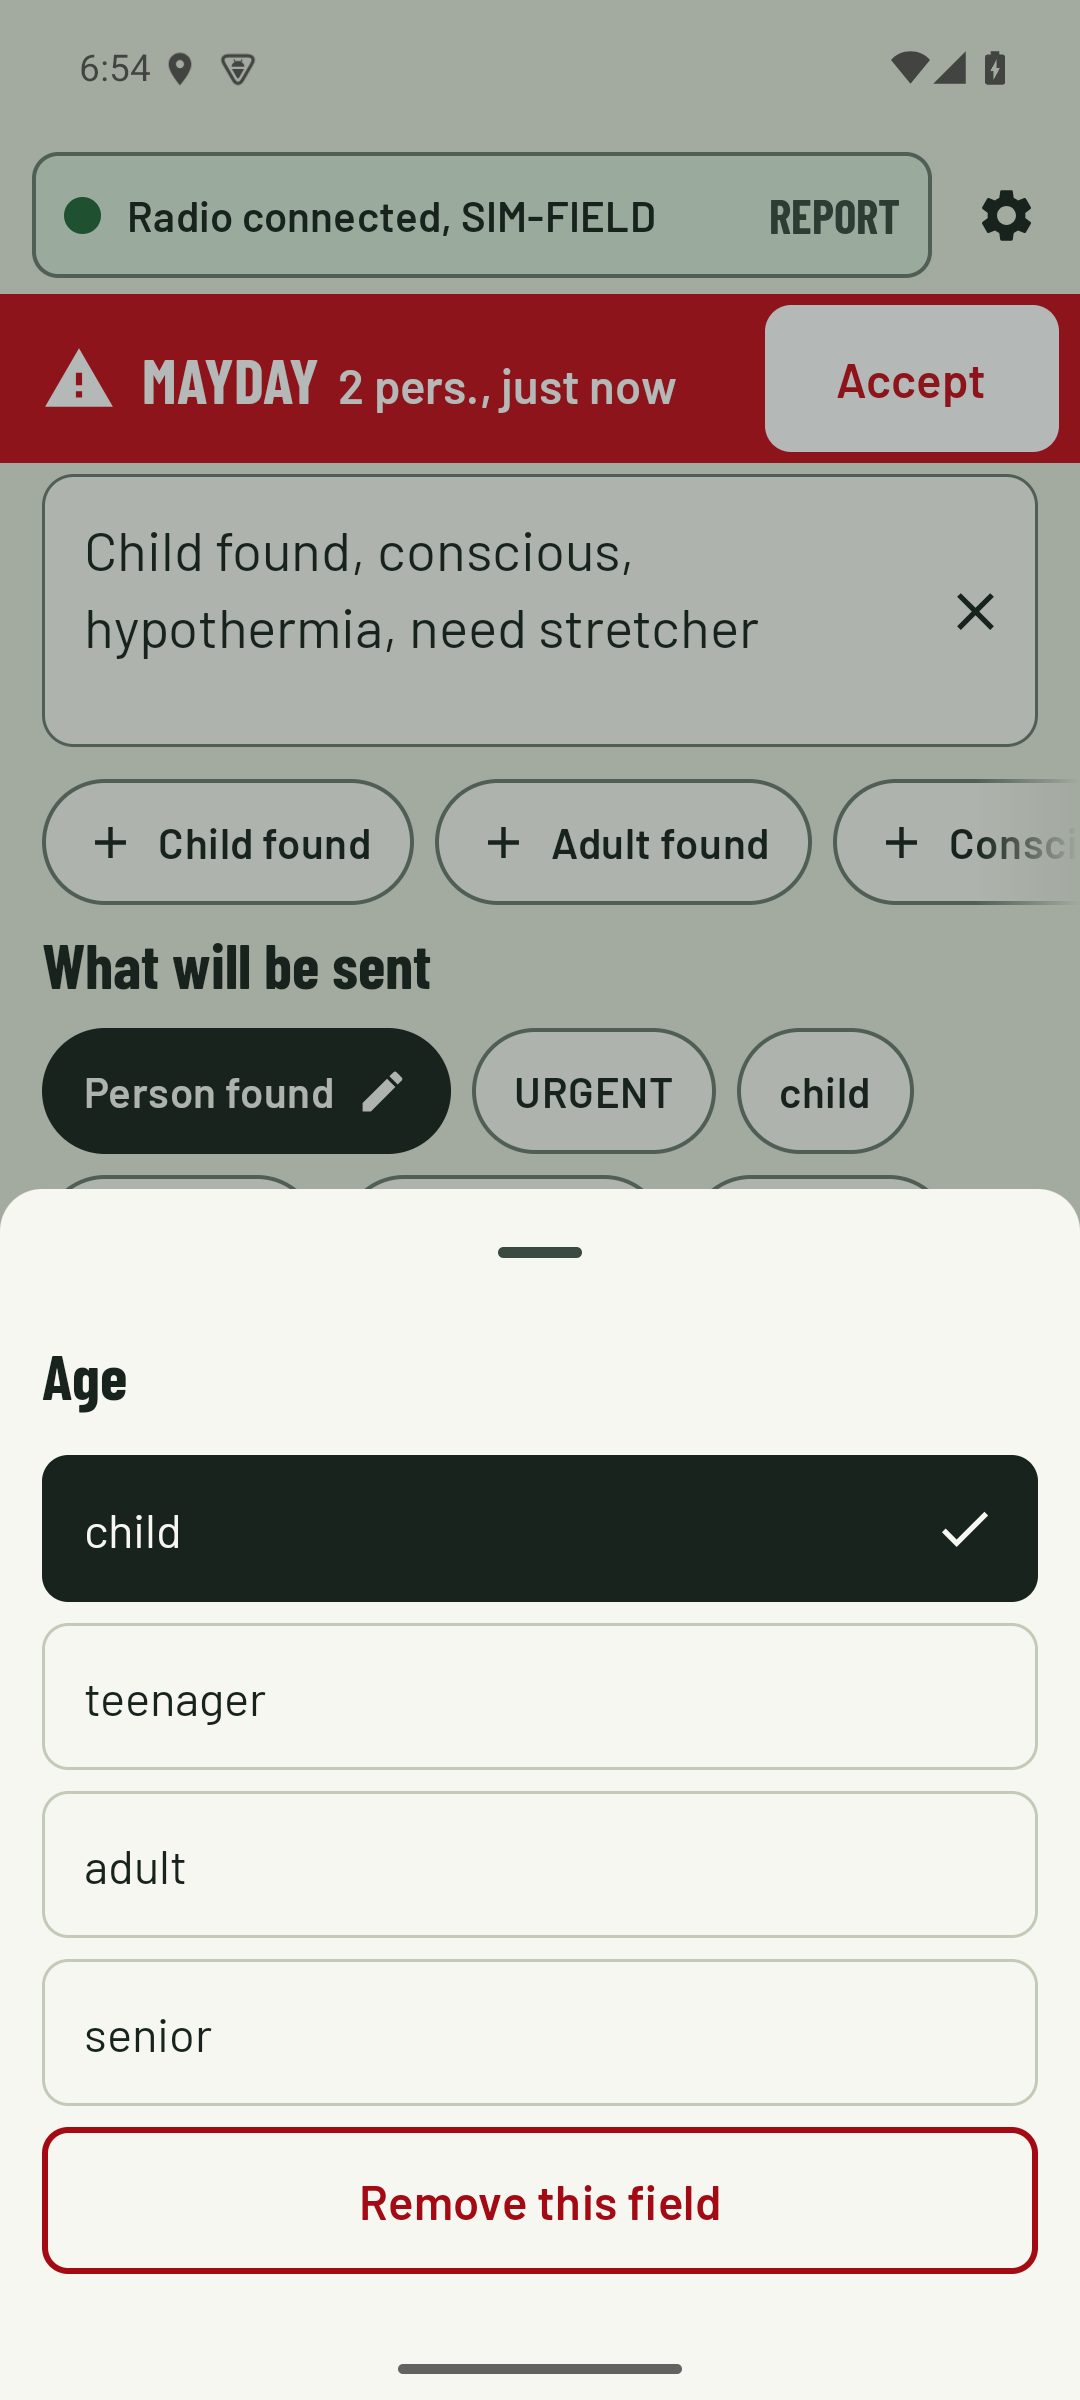 6:54
Radio connected, SIM-FIELD REPORT
MAYDAY 2 pers., just now Accept
Child found, conscious,
hypothermia, need stretcher
Child found Adult found Consci
What will be sent
Person found URGENT child
Age
child
teenager
adult
senior
Remove this field